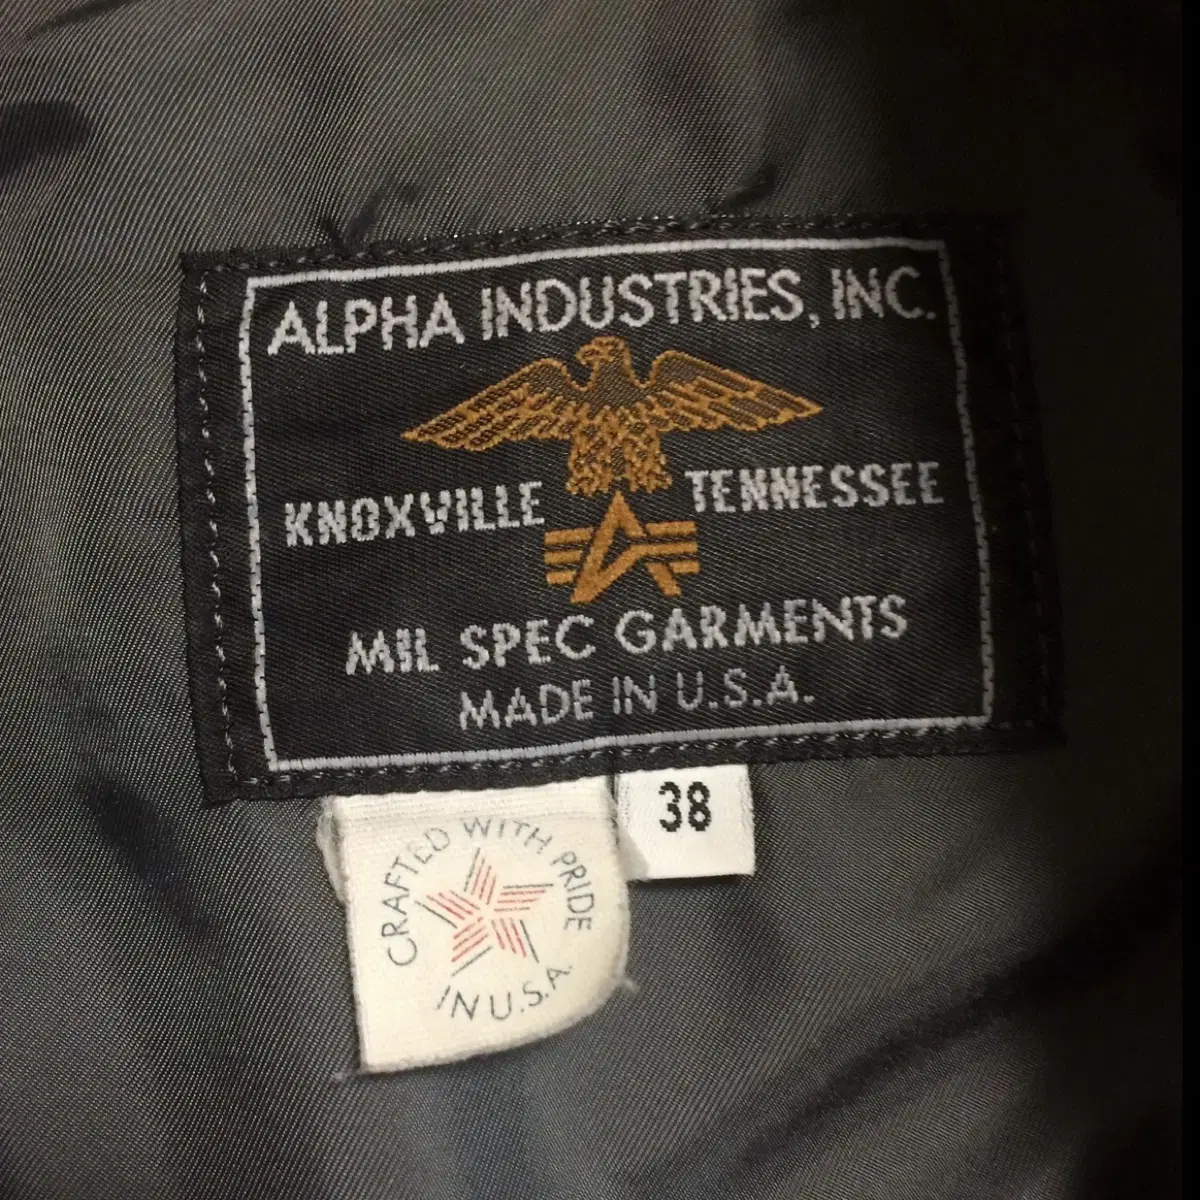 ALPHA INDUSTRIES, INC.
KNOXVILLE TENNESSEE
MIL SPEC GARMENTS
MADE IN U.S.A.
38
CRAFTED WITH PRIDE
IN U.S.A.